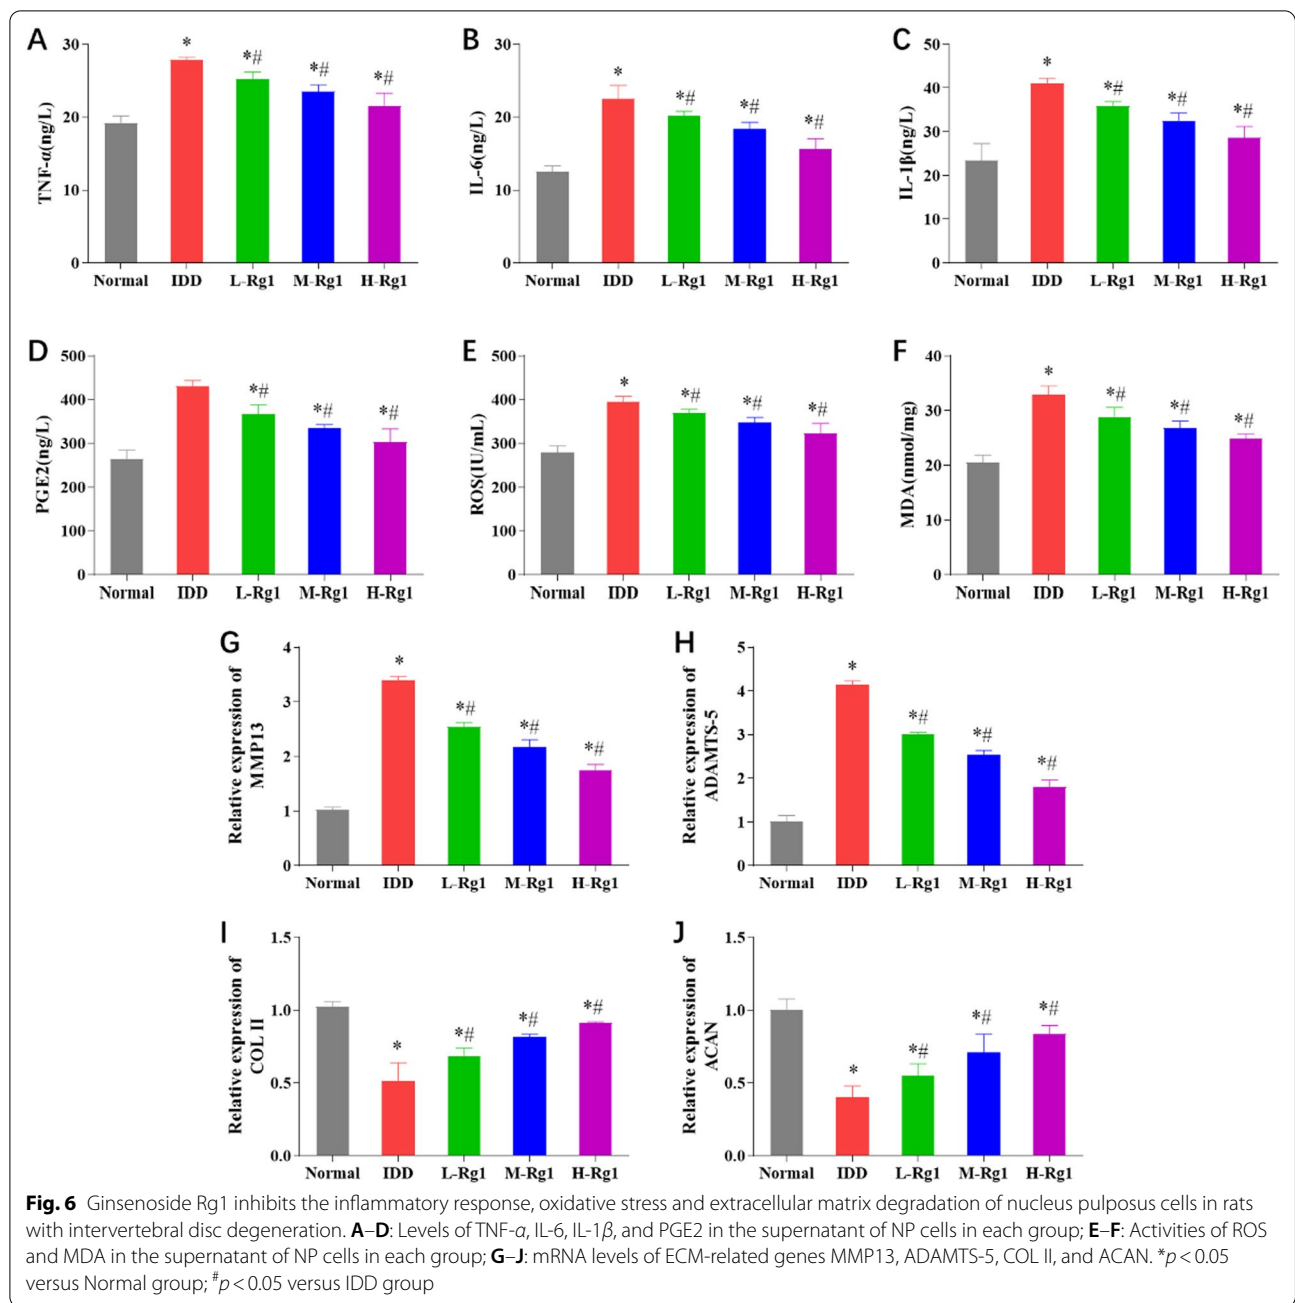 A
B
C
30
20
10
0
TNF-α(ng/L)
*
*#
*#
*#
Normal IDD L-Rg1 M-Rg1 H-Rg1
30
20
10
0
IL-6(ng/L)
*
*#
*#
*#
Normal IDD L-Rg1 M-Rg1 H-Rg1
50
40
30
20
10
0
IL-1β(ng/L)
*
*#
*#
*#
Normal IDD L-Rg1 M-Rg1 H-Rg1
D
500
400
300
200
100
0
PGE2(ng/L)
*#
*#
*#
Normal IDD L-Rg1 M-Rg1 H-Rg1
E
500
400
300
200
100
0
ROS(IU/mL)
*
*#
*#
*#
Normal IDD L-Rg1 M-Rg1 H-Rg1
F
40
30
20
10
0
MDA(nmol/mg)
*
*#
*#
*#
Normal IDD L-Rg1 M-Rg1 H-Rg1
G
4
3
2
1
0
Relative expression of
MMP13
*
*#
*#
*#
Normal IDD L-Rg1 M-Rg1 H-Rg1
H
5
4
3
2
1
0
Relative expression of
ADAMTS-5
*
*#
*#
*#
Normal IDD L-Rg1 M-Rg1 H-Rg1
I
1.5
1.0
0.5
0.0
Relative expression of
COL II
*
*#
*#
*#
Normal IDD L-Rg1 M-Rg1 H-Rg1
J
1.5
1.0
0.5
0.0
Relative expression of
ACAN
*
*#
*#
*#
Normal IDD L-Rg1 M-Rg1 H-Rg1
Fig. 6 Ginsenoside Rg1 inhibits the inflammatory response, oxidative stress and extracellular matrix degradation of nucleus pulposus cells in rats
with intervertebral disc degeneration. A–D: Levels of TNF-α, IL-6, IL-1β, and PGE2 in the supernatant of NP cells in each group; E–F: Activities of ROS
and MDA in the supernatant of NP cells in each group; G–J: mRNA levels of ECM-related genes MMP13, ADAMTS-5, COL II, and ACAN. *p < 0.05
versus Normal group; #p < 0.05 versus IDD group